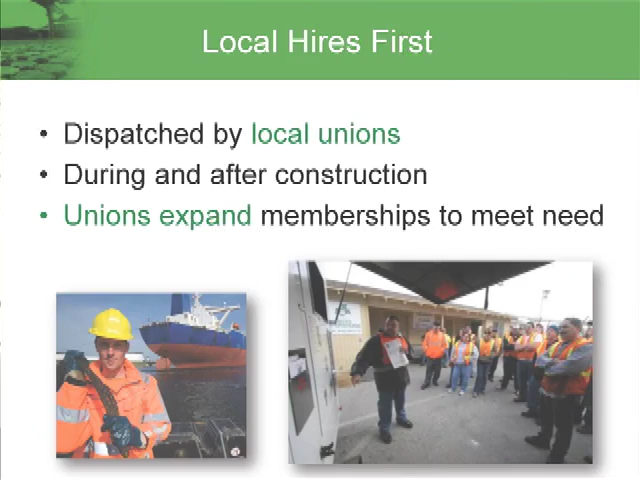 Local Hires First
• Dispatched by local unions
• During and after construction
• Unions expand memberships to meet need